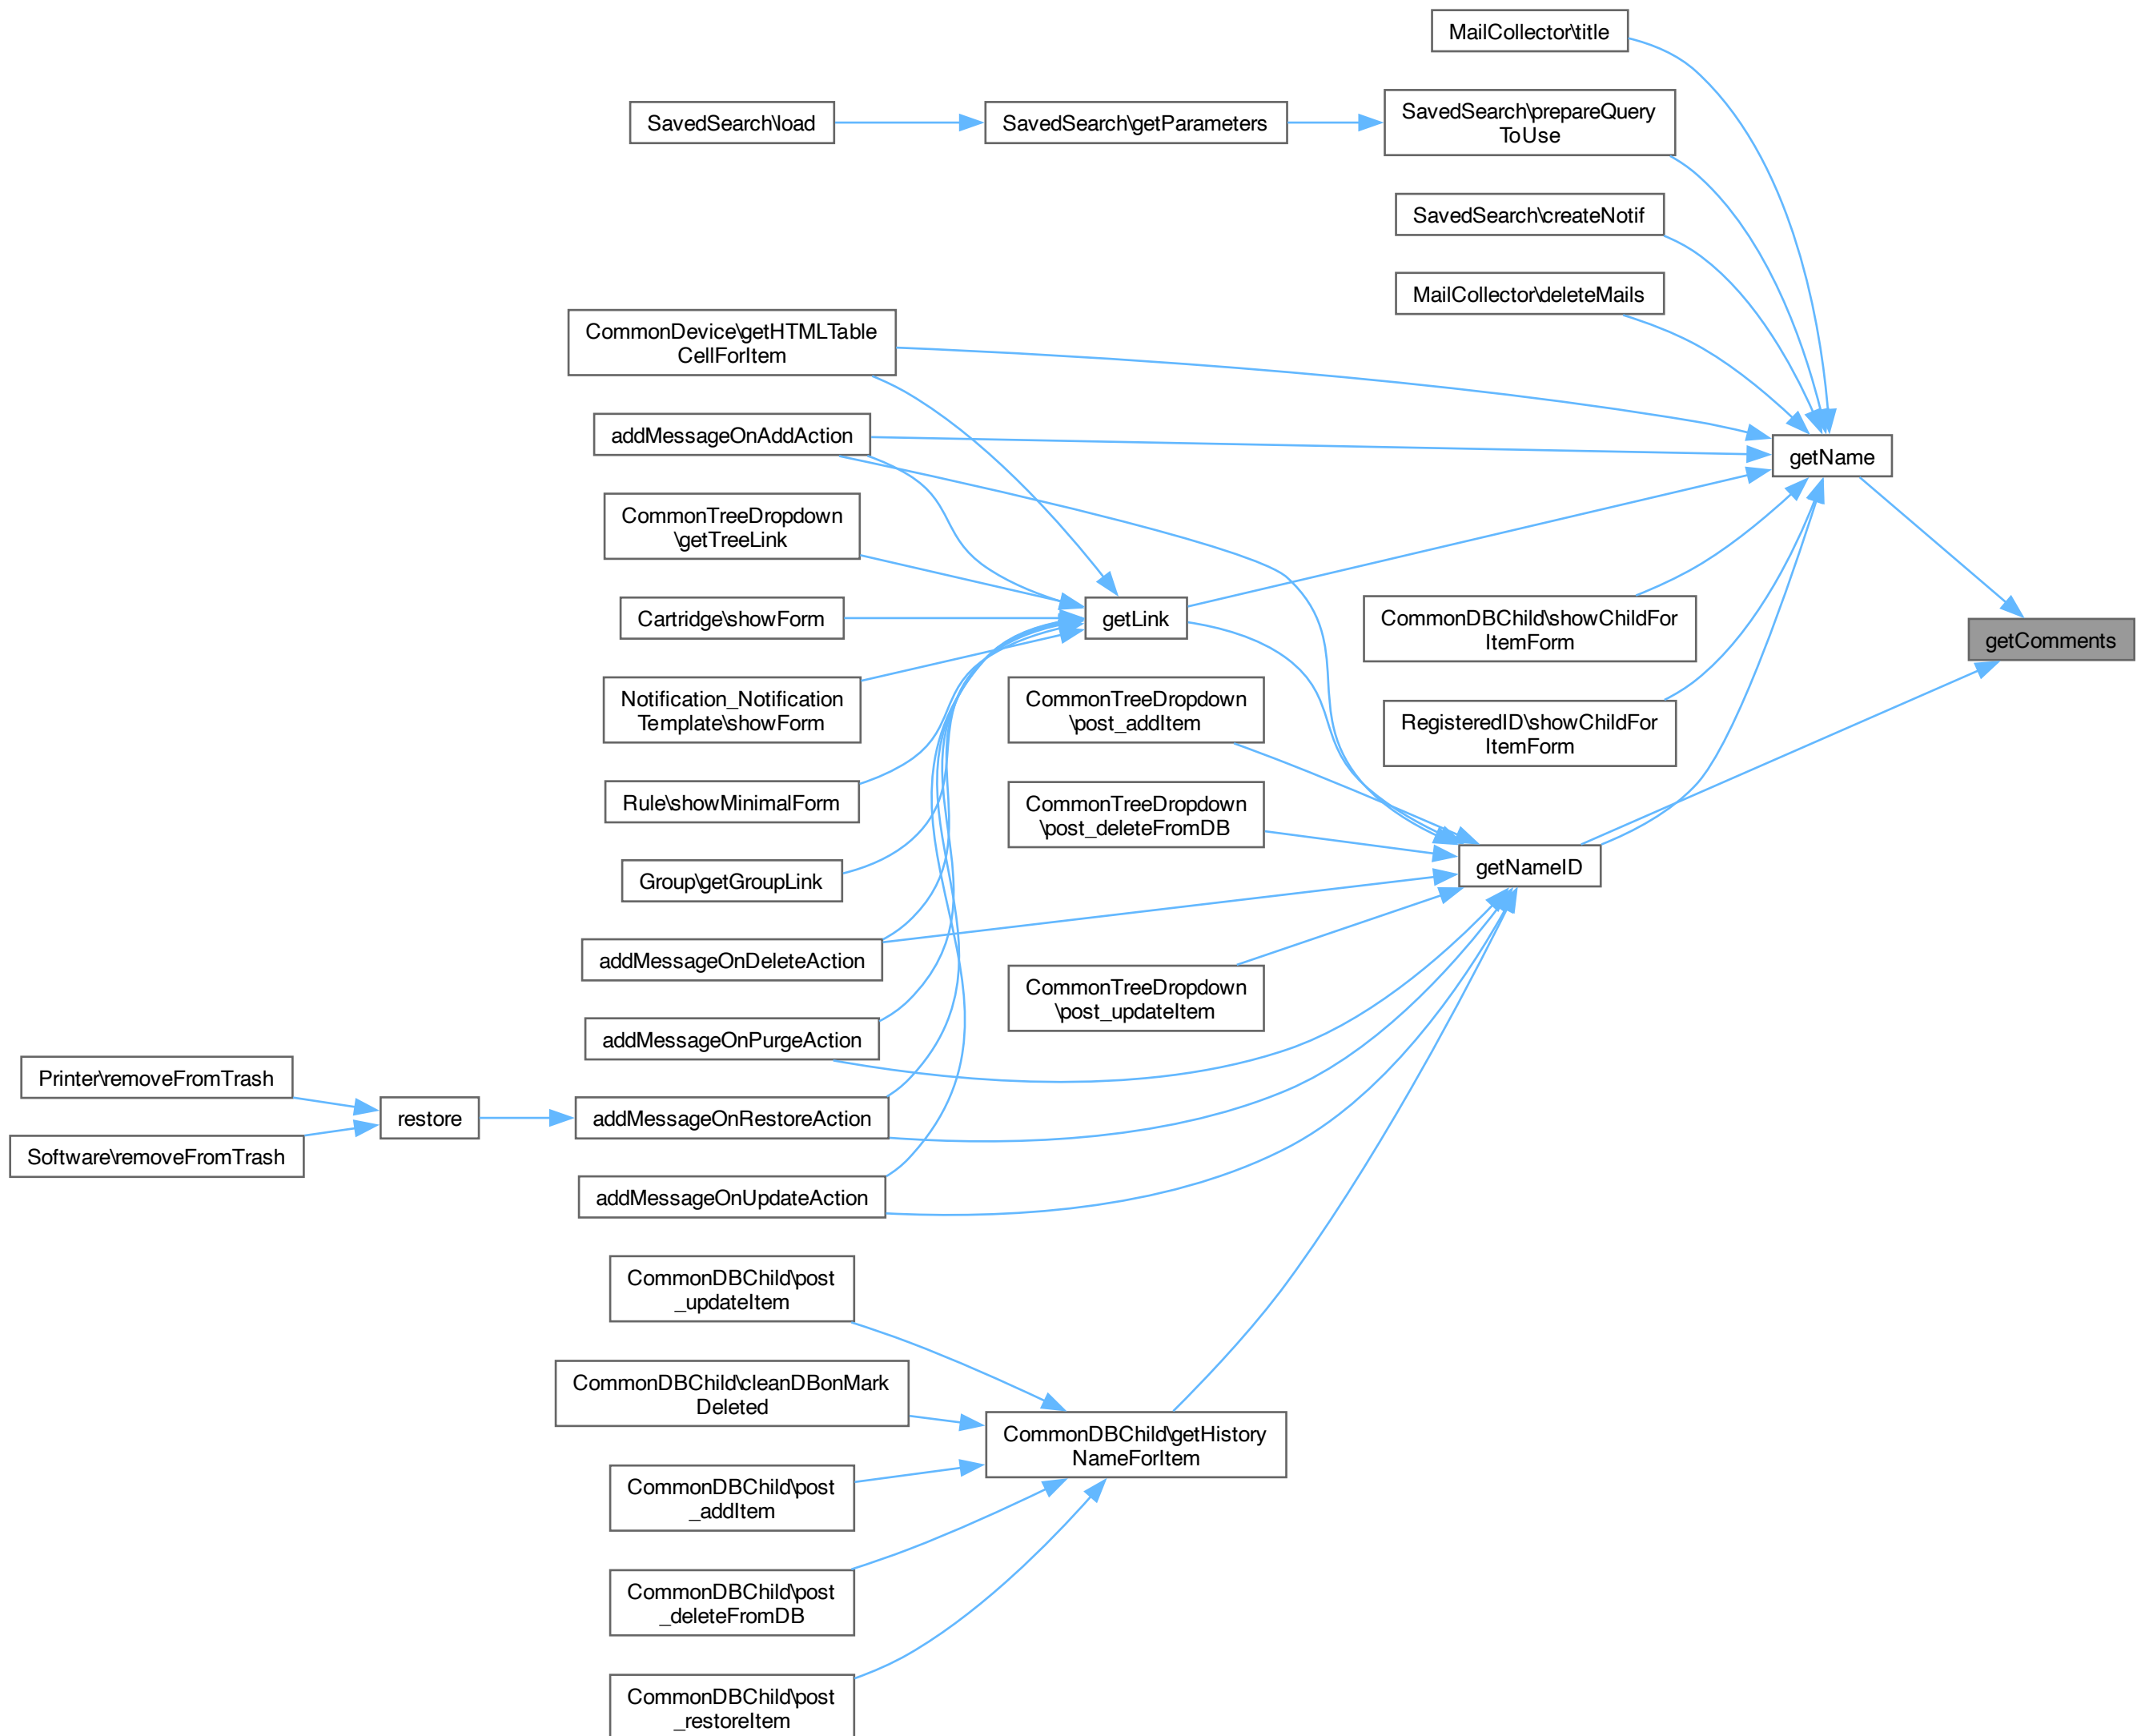 MailCollector\title
SavedSearch\load
SavedSearch\getParameters
SavedSearch\prepareQuery
ToUse
SavedSearch\createNotif
MailCollector\deleteMails
CommonDevice\getHTMLTable
CellForItem
addMessageOnAddAction
getName
CommonTreeDropdown
\getTreeLink
Cartridge\showForm
getLink
CommonDBChild\showChildFor
ItemForm
getComments
Notification_Notification
Template\showForm
CommonTreeDropdown
\post_addItem
RegisteredID\showChildFor
ItemForm
Rule\showMinimalForm
CommonTreeDropdown
\post_deleteFromDB
Group\getGroupLink
getNameID
addMessageOnDeleteAction
CommonTreeDropdown
\post_updateItem
addMessageOnPurgeAction
Printer\removeFromTrash
restore
addMessageOnRestoreAction
Software\removeFromTrash
addMessageOnUpdateAction
CommonDBChild\post
_updateItem
CommonDBChild\cleanDBonMark
Deleted
CommonDBChild\getHistory
NameForItem
CommonDBChild\post
_addItem
CommonDBChild\post
_deleteFromDB
CommonDBChild\post
_restoreItem